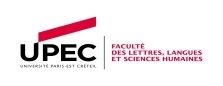 UPEC
UNIVERSITÉ PARIS-EST CRÉTEIL
FACULTÉ
DES LETTRES, LANGUES
ET SCIENCES HUMAINES